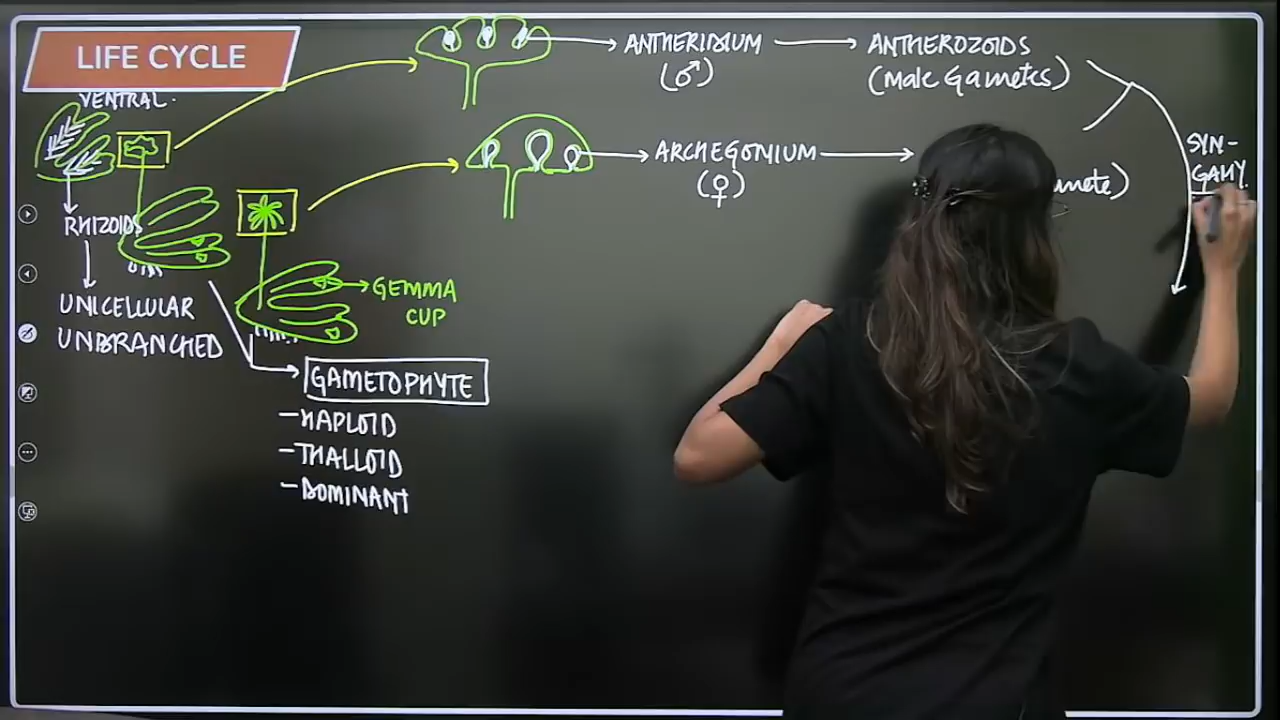 LIFE CYCLE
VENTRAL.
RHIZOIDS
UNICELLULAR
UNBRANCHED
GEMMA
CUP
GAMETOPHYTE
- HAPLOID
- THALLOID
- DOMINANT
ANTHERIDIUM
(♂)
ANTHEROZOIDS
(Male Gametes)
ARCHEGONIUM
(♀)
SYN-
GAMY.